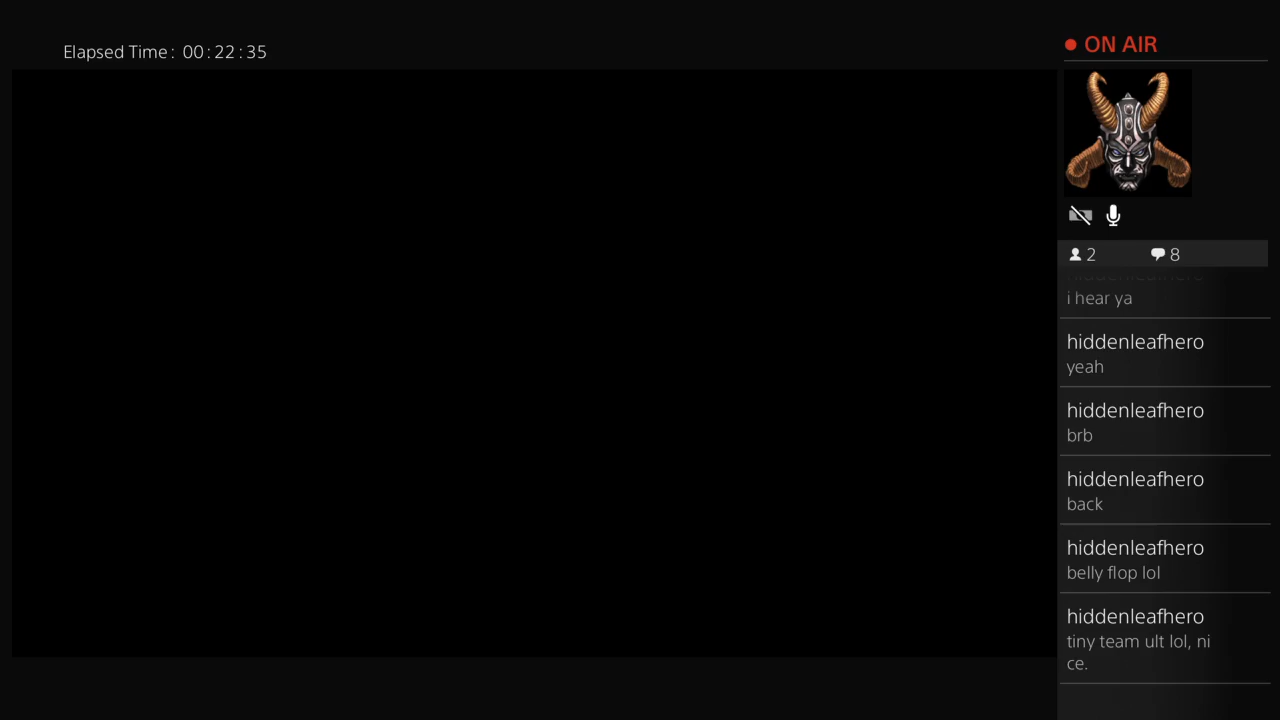 Elapsed Time: 00:22:35
ON AIR
2
8
hiddenleafhero
i hear ya
hiddenleafhero
yeah
hiddenleafhero
brb
hiddenleafhero
back
hiddenleafhero
belly flop lol
hiddenleafhero
tiny team ult lol, ni
ce.